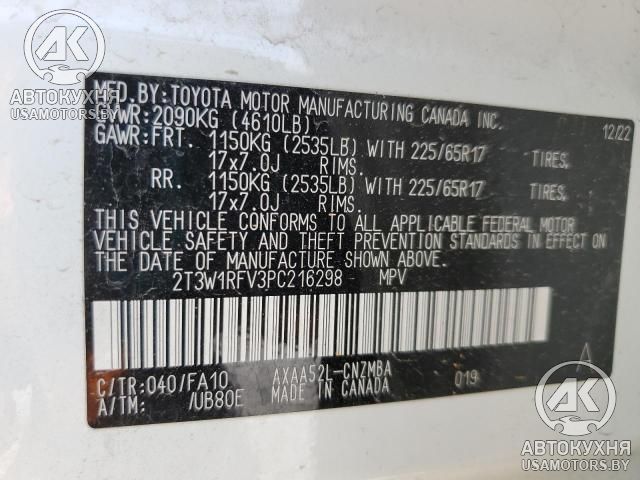 MFD.BY:TOYOTA MOTOR MANUFACTURING CANADA INC.
GVWR:2090KG (4610LB) 12/22
GAWR:FRT. 1150KG (2535LB) WITH 225/65R17 TIRES,
17x7.0J RIMS.
RR. 1150KG (2535LB) WITH 225/65R17 TIRES,
17x7.0J RIMS.
THIS VEHICLE CONFORMS TO ALL APPLICABLE FEDERAL MOTOR
VEHICLE SAFETY AND THEFT PREVENTION STANDARDS IN EFFECT ON
THE DATE OF MANUFACTURE SHOWN ABOVE.
2T3W1RFV3PC216298 MPV
A
C/TR:040/FA10 AXAA52L-CNZMBA 019
A/TM: /UB80E MADE IN CANADA
AK
АВТОКУХНЯ
USAMOTORS.BY
AK
АВТОКУХНЯ
USAMOTORS.BY